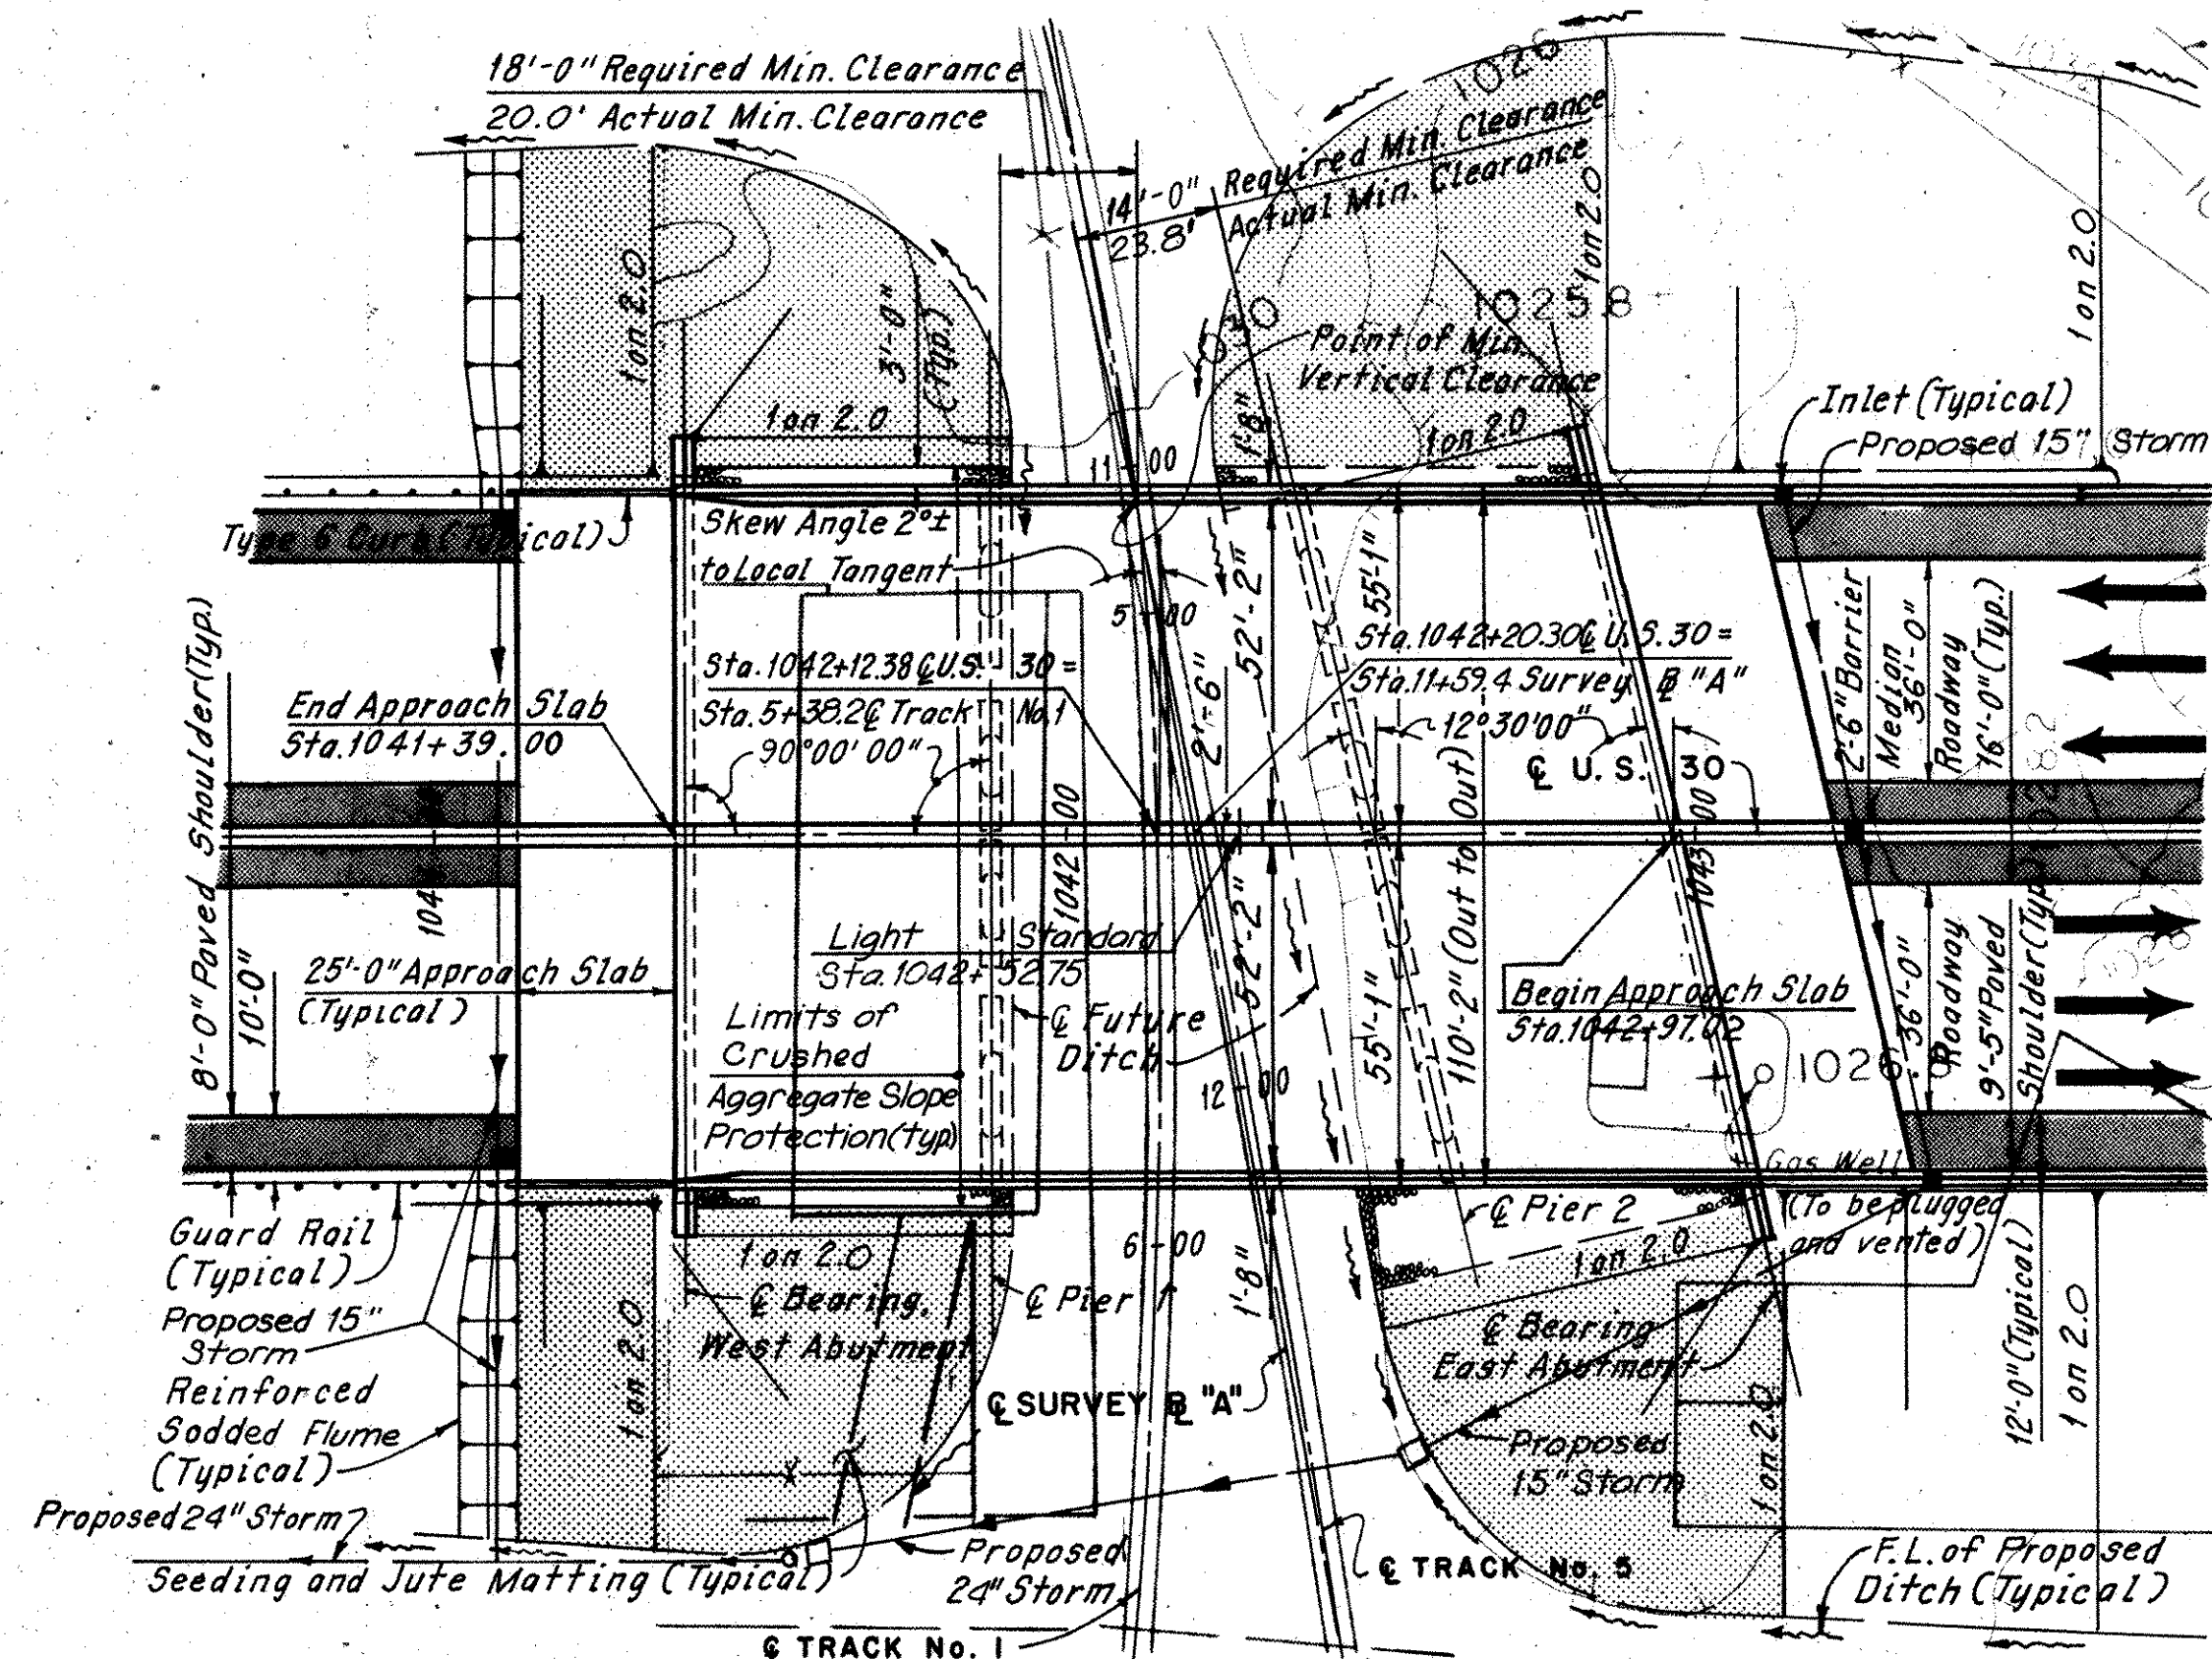 18'-0" Required Min. Clearance
20.0' Actual Min. Clearance
14'-0" Required Min. Clearance
23.8' Actual Min. Clearance
1026
1 on 2.0
1 on 2.0
1 on 2.0
3'-0"
(Typ.)
1030
1025.8
Point of Min.
Vertical Clearance
1'-8"
1 on 2.0
1 on 2.0
Inlet (Typical)
Proposed 15" Storm
11+00
Type 6 Curb (Typical)
Skew Angle 2°±
to Local Tangent
5+00
52'-2"
55'-1"
2'-6"
Sta. 1042+12.38 ℄ U.S. 30 =
Sta. 5+38.2 ℄ Track No. 1
Sta. 1042+20.30 ℄ U.S. 30 =
Sta. 11+59.4 Survey ℄ "A"
90°00'00"
12°30'00"
℄ U.S. 30
2'-6" Barrier
Median
36'-0"
Roadway
16'-0" (Typ.)
1028.2
8'-0" Paved Shoulder (Typ.)
10'-0"
End Approach Slab
Sta. 1041+39.00
1042+00
1043+00
25'-0" Approach Slab
(Typical)
Light Standard
Sta. 1042+52.75
Limits of
Crushed
Aggregate Slope
Protection (typ)
℄ Future
Ditch
52'-2"
55'-1"
110'-2" (Out to Out)
12+00
Begin Approach Slab
Sta. 1042+97.02
36'-0"
Roadway
9'-5" Paved
Shoulder (Typ.)
Gas Well
(To be plugged
and vented)
Guard Rail
(Typical)
Proposed 15"
Storm
Reinforced
Sodded Flume
(Typical)
Proposed 24" Storm
Seeding and Jute Matting (Typical)
1 on 2.0
1 on 2.0
℄ Bearing,
West Abutment
℄ Pier 1
6+00
1'-8"
℄ SURVEY ℄ "A"
℄ Pier 2
1 on 2.0
℄ Bearing
East Abutment
Proposed
15" Storm
1 on 2.0
12'-0" (Typical)
1 on 2.0
Proposed
24" Storm
℄ TRACK No. 1
℄ TRACK No. 5
F.L. of Proposed
Ditch (Typical)